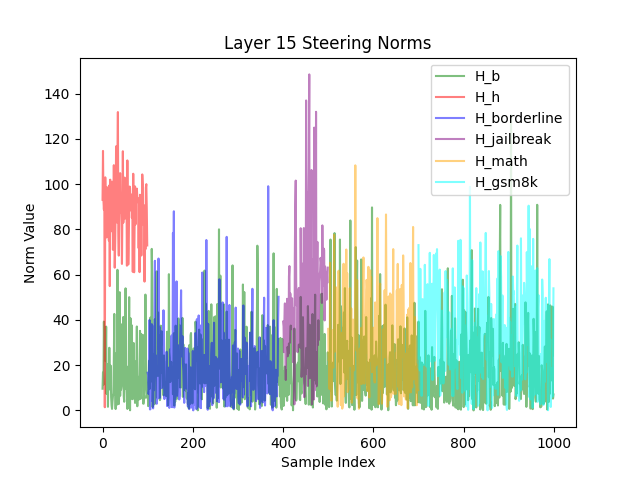 Layer 15 Steering Norms
H_b
H_h
H_borderline
H_jailbreak
H_math
H_gsm8k
Norm Value
140
120
100
80
60
40
20
0
0 200 400 600 800 1000
Sample Index